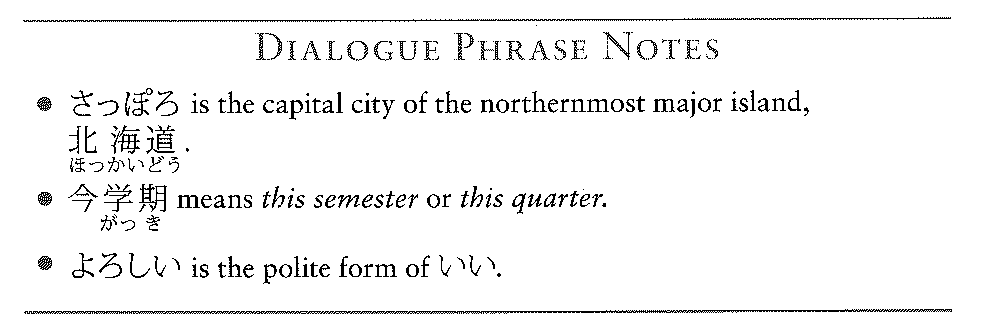 DIALOGUE PHRASE NOTES
● さっぽろ is the capital city of the northernmost major island,
北海道.
ほっかいどう
● 今学期 means this semester or this quarter.
がっき
● よろしい is the polite form of いい.